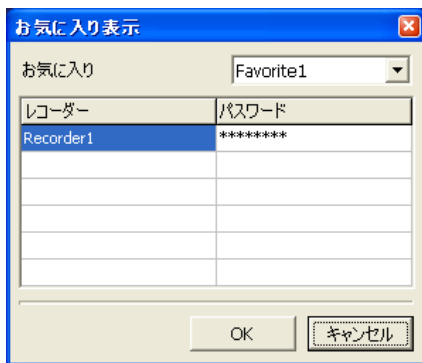 お気に入り表示
お気に入り Favorite1
レコーダー パスワード
Recorder1 ********
OK キャンセル